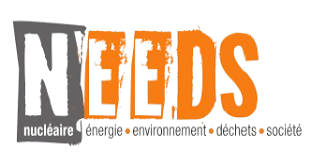 NEEDS
nucléaire énergie • environnement • déchets • société